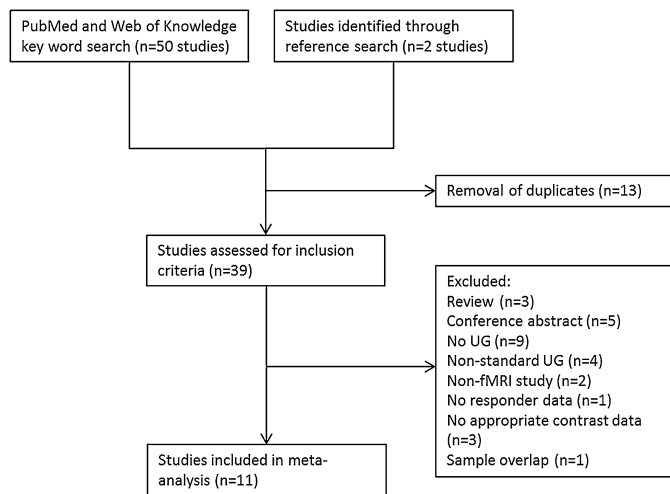 PubMed and Web of Knowledge
key word search (n=50 studies)
Studies identified through
reference search (n=2 studies)
Removal of duplicates (n=13)
Studies assessed for inclusion
criteria (n=39)
Excluded:
Review (n=3)
Conference abstract (n=5)
No UG (n=9)
Non-standard UG (n=4)
Non-fMRI study (n=2)
No responder data (n=1)
No appropriate contrast data
(n=3)
Sample overlap (n=1)
Studies included in meta-
analysis (n=11)